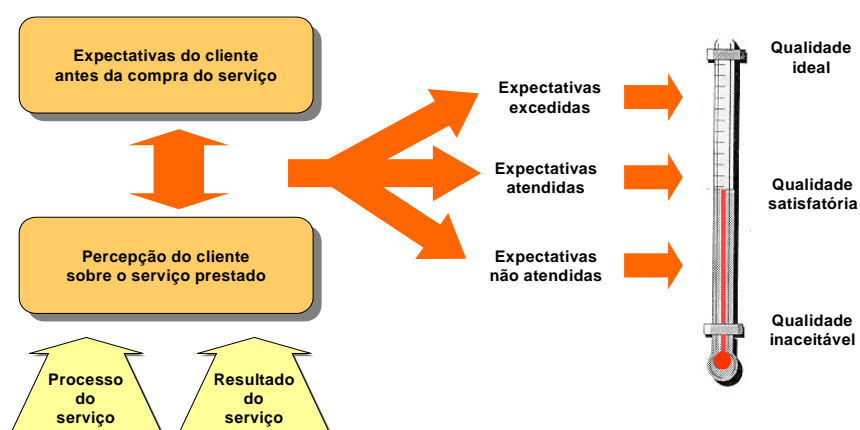 Expectativas do cliente
antes da compra do serviço
Percepção do cliente
sobre o serviço prestado
Processo
do
serviço
Resultado
do
serviço
Expectativas
excedidas
Expectativas
atendidas
Expectativas
não atendidas
Qualidade
ideal
Qualidade
satisfatória
Qualidade
inaceitável